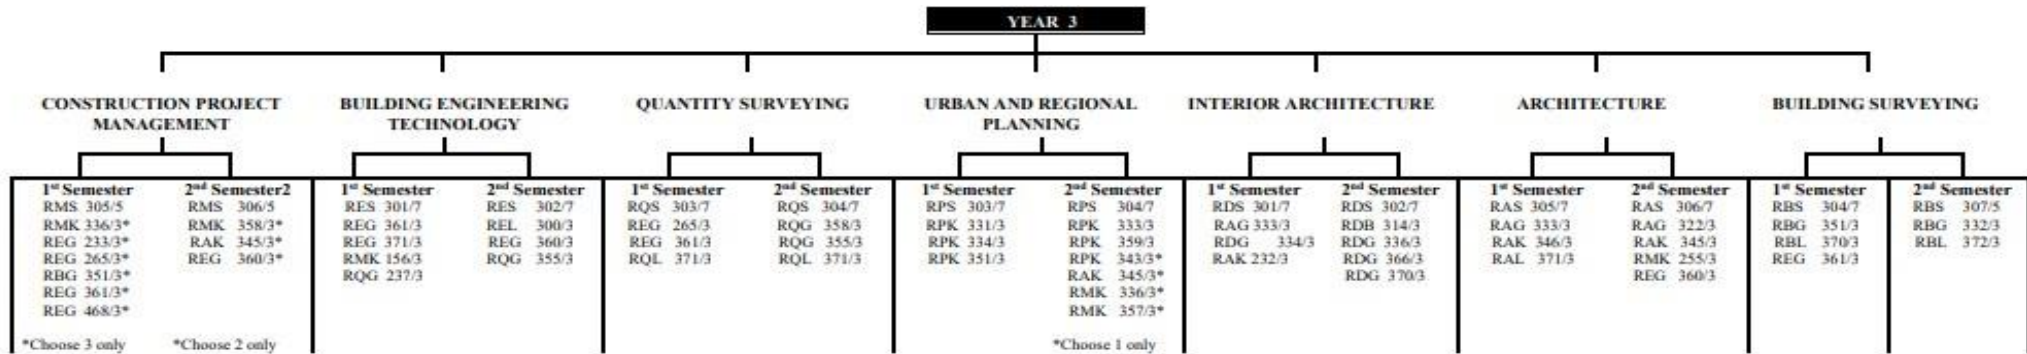 YEAR 3
CONSTRUCTION PROJECT
MANAGEMENT
1st Semester
RMS 305/5
RMK 336/3*
REG 233/3*
REG 265/3*
RBG 351/3*
REG 361/3*
REG 468/3*
*Choose 3 only
2nd Semester2
RMS 306/5
RMK 358/3*
RAK 345/3*
REG 360/3*
*Choose 2 only
BUILDING ENGINEERING
TECHNOLOGY
1st Semester
RES 301/7
REG 361/3
REG 371/3
RMK 156/3
RQG 237/3
2nd Semester
RES 302/7
REL 300/3
REG 360/3
RQG 355/3
QUANTITY SURVEYING
1st Semester
RQS 303/7
REG 265/3
REG 361/3
RQL 371/3
2nd Semester
RQS 304/7
RQG 358/3
RQG 355/3
RQL 371/3
URBAN AND REGIONAL
PLANNING
1st Semester
RPS 303/7
RPK 331/3
RPK 334/3
RPK 351/3
2nd Semester
RPS 304/7
RPK 333/3
RPK 359/3
RPK 343/3*
RAK 345/3*
RMK 336/3*
RMK 357/3*
*Choose 1 only
INTERIOR ARCHITECTURE
1st Semester
RDS 301/7
RAG 333/3
RDG 334/3
RAK 232/3
2nd Semester
RDS 302/7
RDB 314/3
RDG 336/3
RDG 366/3
RDG 370/3
ARCHITECTURE
1st Semester
RAS 305/7
RAG 333/3
RAK 346/3
RAL 371/3
2nd Semester
RAS 306/7
RAG 322/3
RAK 345/3
RMK 255/3
REG 360/3
BUILDING SURVEYING
1st Semester
RBS 304/7
RBG 351/3
RBL 370/3
REG 361/3
2nd Semester
RBS 307/5
RBG 332/3
RBL 372/3